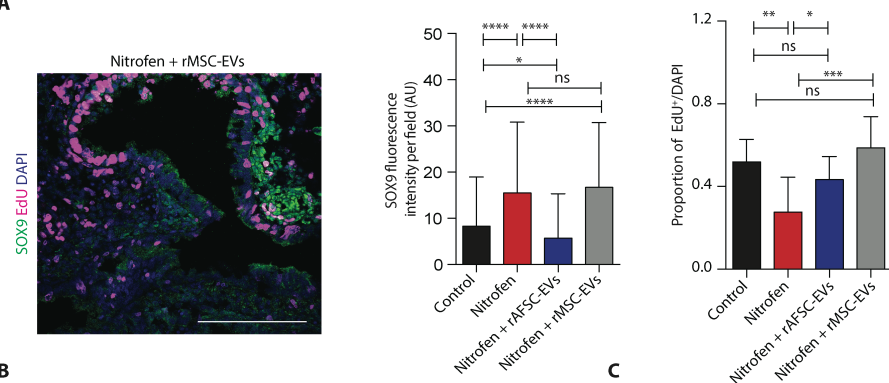 A
Nitrofen + rMSC-EVs
SOX9 EdU DAPI
SOX9 fluorescence
intensity per field (AU)
50
40
30
20
10
0
**** ****
*
ns
****
Control
Nitrofen
Nitrofen + rAFSC-EVs
Nitrofen + rMSC-EVs
Proportion of EdU⁺/DAPI
1.2
0.8
0.4
0.0
** *
ns
***
ns
Control
Nitrofen
Nitrofen + rAFSC-EVs
Nitrofen + rMSC-EVs
B
C